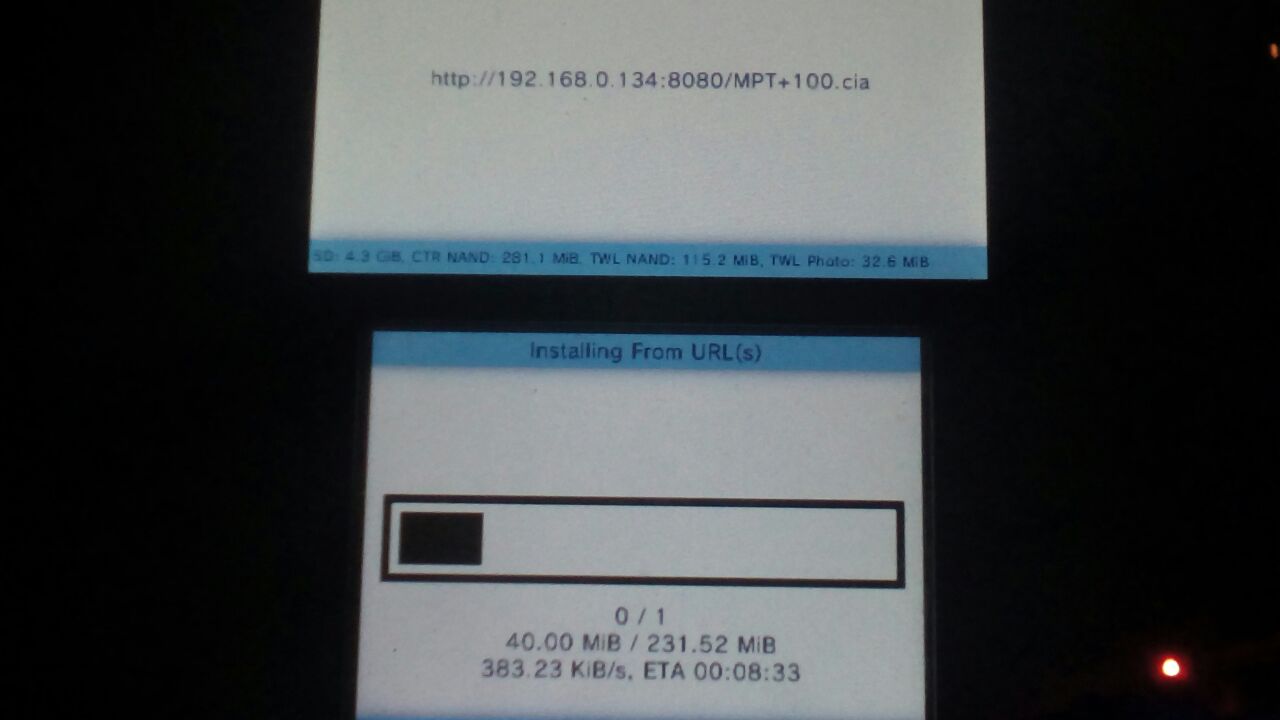 http://192.168.0.134:8080/MPT+100.cia
SD: 4.3 GiB, CTR NAND: 281.1 MiB, TWL NAND: 115.2 MiB, TWL Photo: 32.6 MiB
Installing From URL(s)
0 / 1
40.00 MiB / 231.52 MiB
383.23 KiB/s, ETA 00:08:33